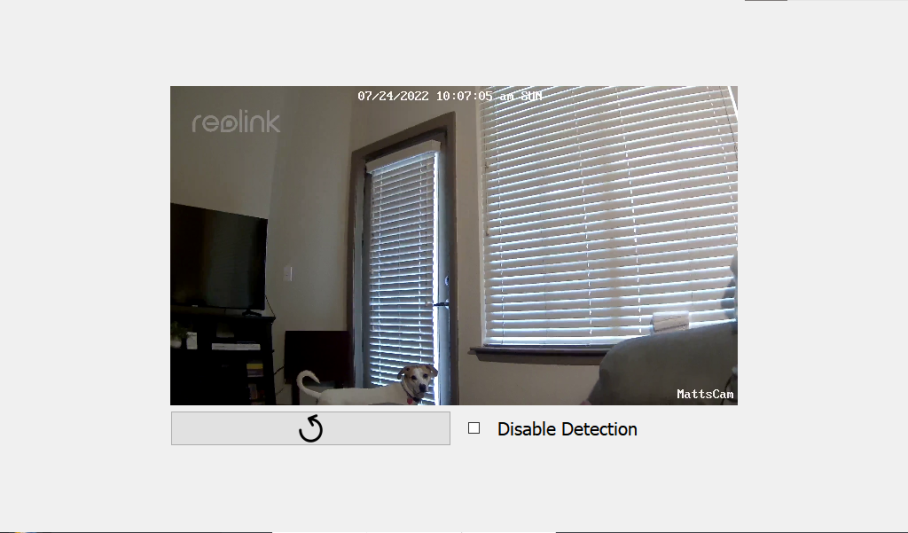 07/24/2022 10:07:05 am SUN
reolink
MattsCam
Disable Detection